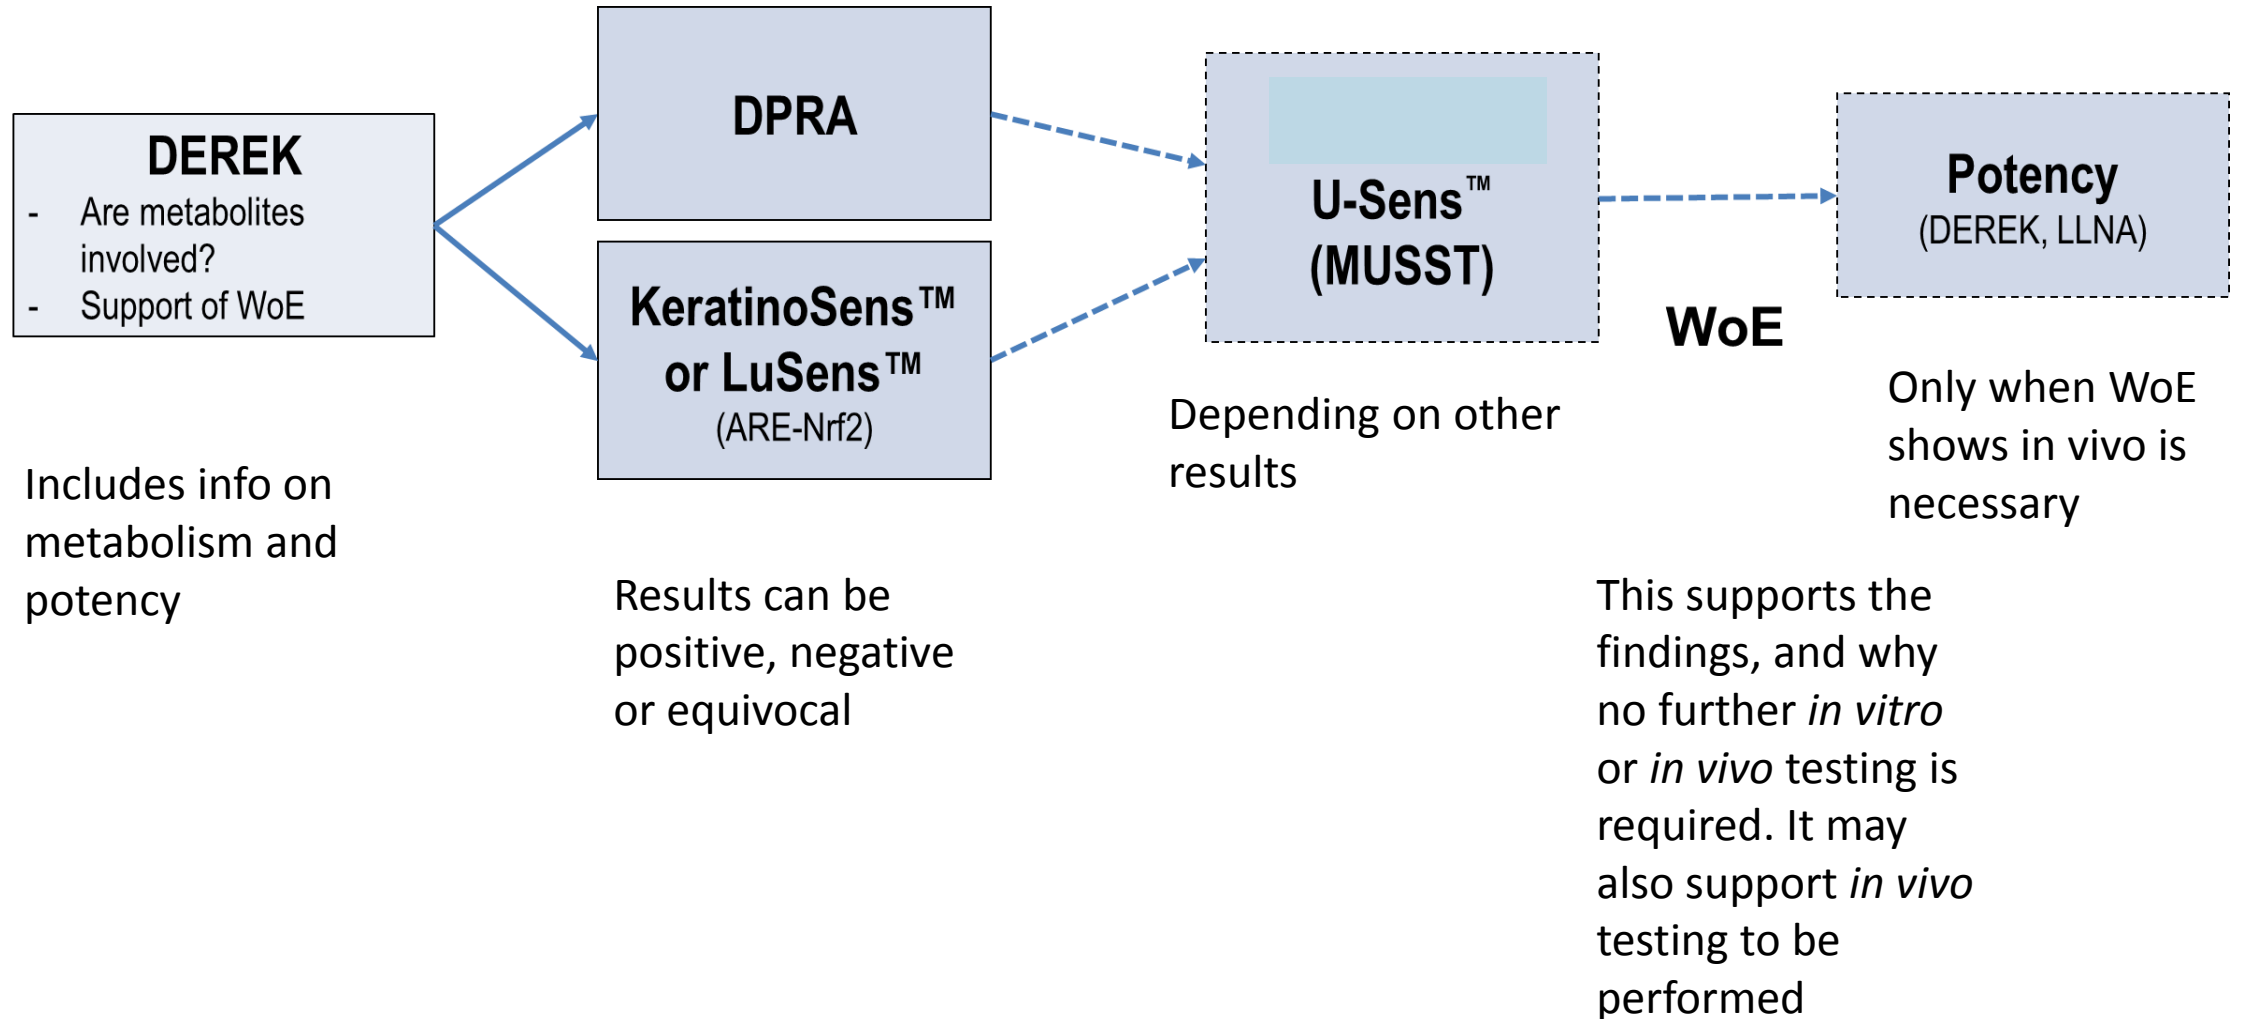 DEREK
- Are metabolites
involved?
- Support of WoE
Includes info on
metabolism and
potency
DPRA
KeratinoSens™
or LuSens™
(ARE-Nrf2)
Results can be
positive, negative
or equivocal
U-Sens™
(MUSST)
Depending on other
results
WoE
This supports the
findings, and why
no further in vitro
or in vivo testing is
required. It may
also support in vivo
testing to be
performed
Potency
(DEREK, LLNA)
Only when WoE
shows in vivo is
necessary